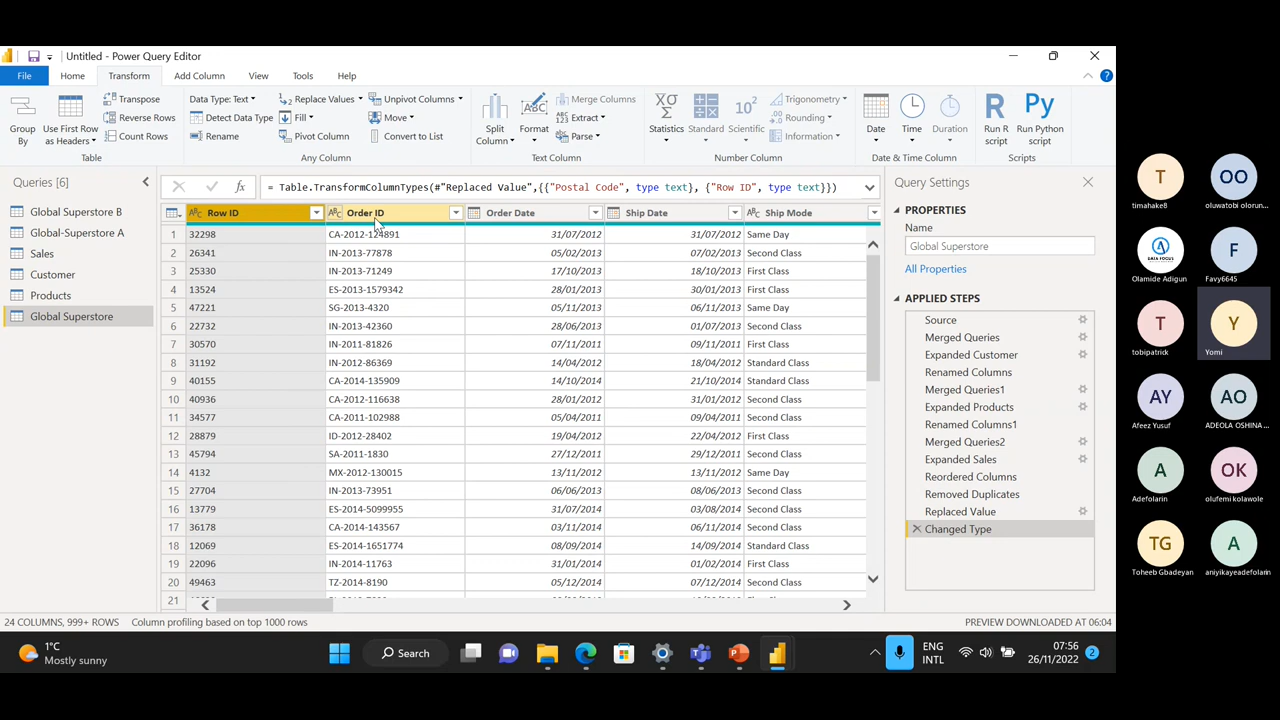 Untitled - Power Query Editor
File Home Transform Add Column View Tools Help
Group By
Use First Row as Headers
Transpose
Reverse Rows
Count Rows
Table
Data Type: Text
Detect Data Type
Rename
Replace Values
Fill
Pivot Column
Unpivot Columns
Move
Convert to List
Any Column
Split Column
Format
ABC
Merge Columns
Extract
Parse
Text Column
Statistics
Standard
Scientific
Trigonometry
Rounding
Information
Number Column
Date
Time
Duration
Date & Time Column
Run R script
Run Python script
Scripts
Queries [6]
Global Superstore B
Global-Superstore A
Sales
Customer
Products
Global Superstore
= Table.TransformColumnTypes(#"Replaced Value",{{"Postal Code", type text}, {"Row ID", type text}})
Row ID Order ID Order Date Ship Date Ship Mode
1 32298 CA-2012-124891 31/07/2012 31/07/2012 Same Day
2 26341 IN-2013-77878 05/02/2013 07/02/2013 Second Class
3 25330 IN-2013-71249 17/10/2013 18/10/2013 First Class
4 13524 ES-2013-1579342 28/01/2013 30/01/2013 First Class
5 47221 SG-2013-4320 05/11/2013 06/11/2013 Same Day
6 22732 IN-2013-42360 28/06/2013 01/07/2013 Second Class
7 30570 IN-2011-81826 07/11/2011 09/11/2011 First Class
8 31192 IN-2012-86369 14/04/2012 18/04/2012 Standard Class
9 40155 CA-2014-135909 14/10/2014 21/10/2014 Standard Class
10 40936 CA-2012-116638 28/01/2012 31/01/2012 Second Class
11 34577 CA-2011-102988 05/04/2011 09/04/2011 Second Class
12 28879 ID-2012-28402 19/04/2012 22/04/2012 First Class
13 45794 SA-2011-1830 27/12/2011 29/12/2011 Second Class
14 4132 MX-2012-130015 13/11/2012 13/11/2012 Same Day
15 27704 IN-2013-73951 06/06/2013 08/06/2013 Second Class
16 13779 ES-2014-5099955 31/07/2014 03/08/2014 Second Class
17 36178 CA-2014-143567 03/11/2014 06/11/2014 Second Class
18 12069 ES-2014-1651774 08/09/2014 14/09/2014 Standard Class
19 22096 IN-2014-11763 31/01/2014 01/02/2014 First Class
20 49463 TZ-2014-8190 05/12/2014 07/12/2014 Second Class
21
Query Settings
PROPERTIES
Name
Global Superstore
All Properties
APPLIED STEPS
Source
Merged Queries
Expanded Customer
Renamed Columns
Merged Queries1
Expanded Products
Renamed Columns1
Merged Queries2
Expanded Sales
Reordered Columns
Removed Duplicates
Replaced Value
Changed Type
24 COLUMNS, 999+ ROWS Column profiling based on top 1000 rows
PREVIEW DOWNLOADED AT 06:04
1°C
Mostly sunny
Search
ENG
INTL
07:56
26/11/2022
2
T
timahake8
OO
oluwatobi olorun...
GAIA FOCUS
Olamide Adigun
F
Favy6645
T
tobipatrick
Y
Yomi
AY
Afeez Yusuf
AO
ADEOLA OSHINA...
A
Adefolarin
OK
olufemi kolawole
TG
Toheeb Gbadeyan
A
aniyikayeadefolarin